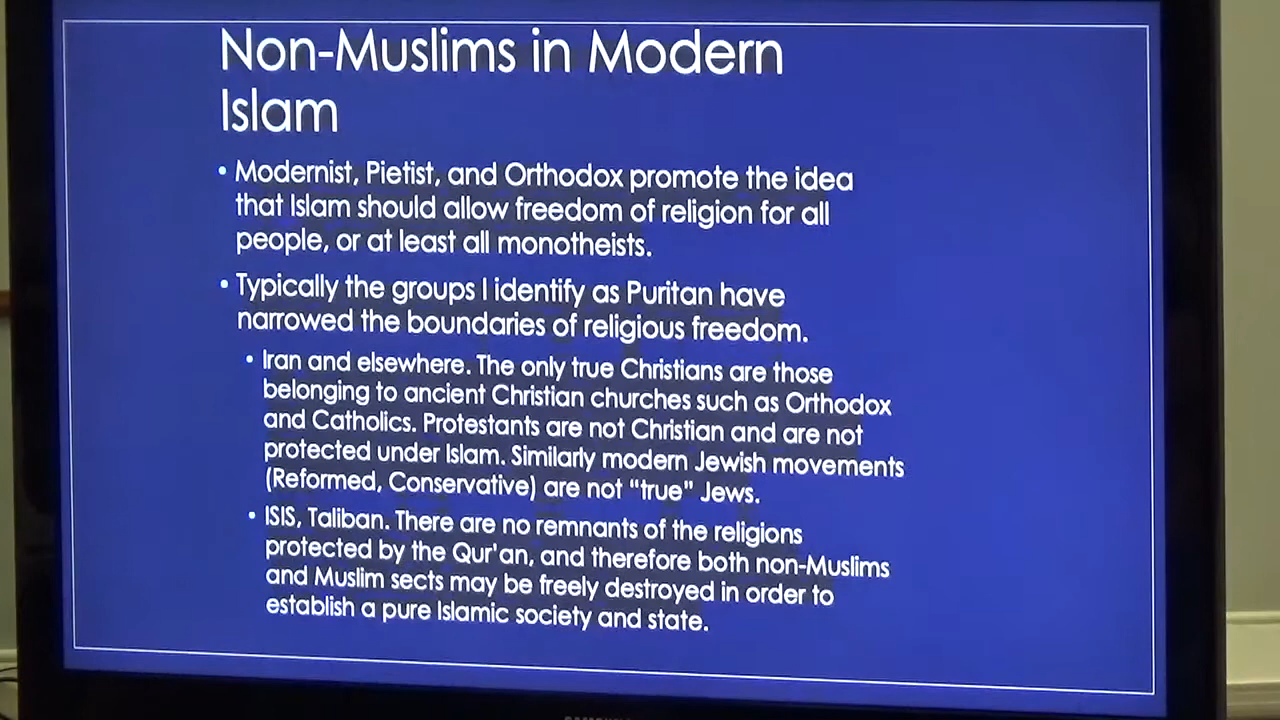 Non-Muslims in Modern
Islam
• Modernist, Pietist, and Orthodox promote the idea
that Islam should allow freedom of religion for all
people, or at least all monotheists.
• Typically the groups I identify as Puritan have
narrowed the boundaries of religious freedom.
• Iran and elsewhere. The only true Christians are those
belonging to ancient Christian churches such as Orthodox
and Catholics. Protestants are not Christian and are not
protected under Islam. Similarly modern Jewish movements
(Reformed, Conservative) are not “true” Jews.
• ISIS, Taliban. There are no remnants of the religions
protected by the Qur'an, and therefore both non-Muslims
and Muslim sects may be freely destroyed in order to
establish a pure Islamic society and state.